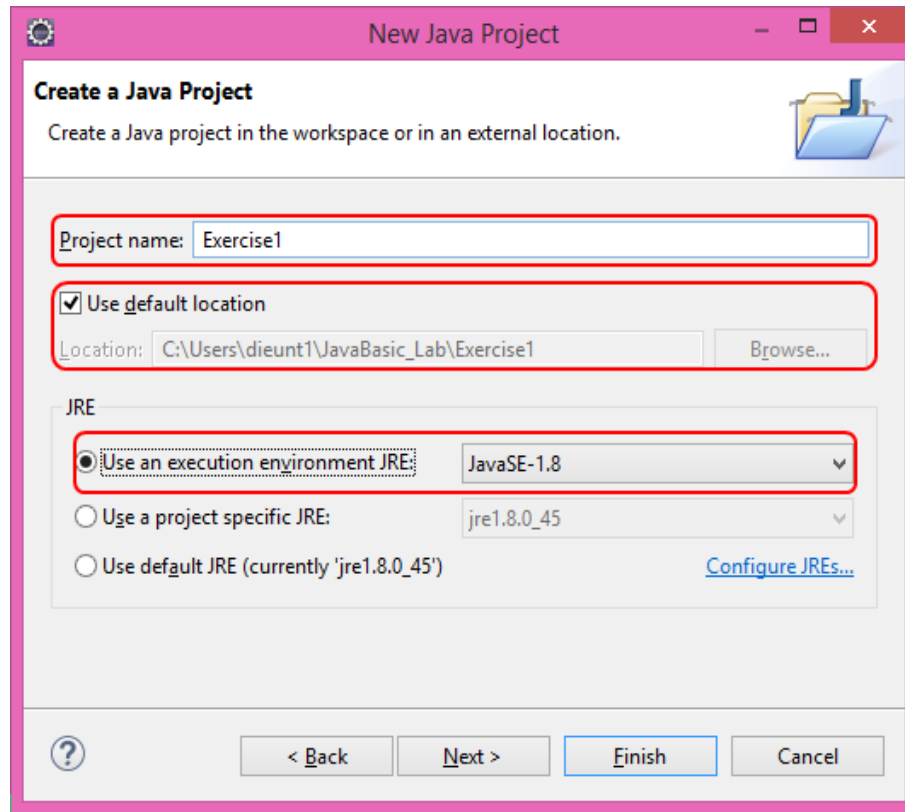 New Java Project
Create a Java Project
Create a Java project in the workspace or in an external location.
Project name: Exercise1
Use default location
Location: C:\Users\dieunt1\JavaBasic_Lab\Exercise1 Browse...
JRE
Use an execution environment JRE: JavaSE-1.8
Use a project specific JRE: jre1.8.0_45
Use default JRE (currently 'jre1.8.0_45') Configure JREs...
? < Back Next > Finish Cancel